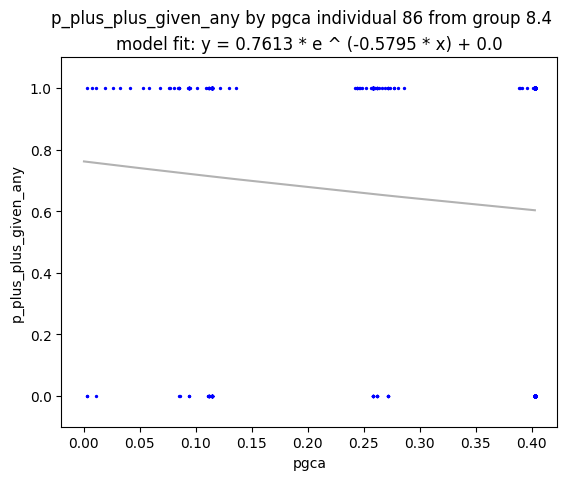 p_plus_plus_given_any by pgca individual 86 from group 8.4
model fit: y = 0.7613 * e ^ (-0.5795 * x) + 0.0
1.0
0.8
0.6
0.4
0.2
0.0
p_plus_plus_given_any
0.00 0.05 0.10 0.15 0.20 0.25 0.30 0.35 0.40
pgca